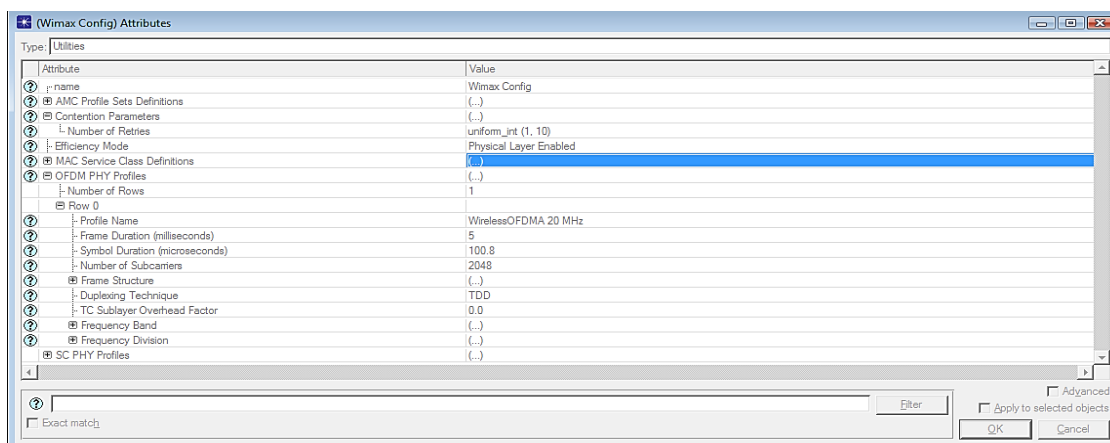 (Wimax Config) Attributes
Type: Utilities
Attribute Value
name Wimax Config
AMC Profile Sets Definitions (...)
Contention Parameters (...)
Number of Retries uniform_int (1, 10)
Efficiency Mode Physical Layer Enabled
MAC Service Class Definitions (...)
OFDM PHY Profiles (...)
Number of Rows 1
Row 0
Profile Name WirelessOFDMA 20 MHz
Frame Duration (milliseconds) 5
Symbol Duration (microseconds) 100.8
Number of Subcarriers 2048
Frame Structure (...)
Duplexing Technique TDD
TC Sublayer Overhead Factor 0.0
Frequency Band (...)
Frequency Division (...)
SC PHY Profiles (...)
Advanced
Filter Apply to selected objects
Exact match OK Cancel